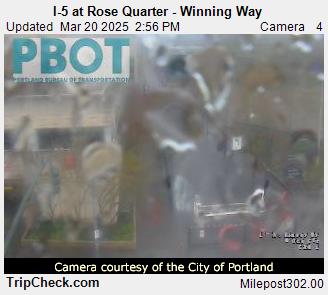 I-5 at Rose Quarter - Winning Way
Updated Mar 20 2025 2:56 PM Camera 4
PBOT
PORTLAND BUREAU OF TRANSPORTATION
Camera courtesy of the City of Portland
TripCheck.com Milepost302.00